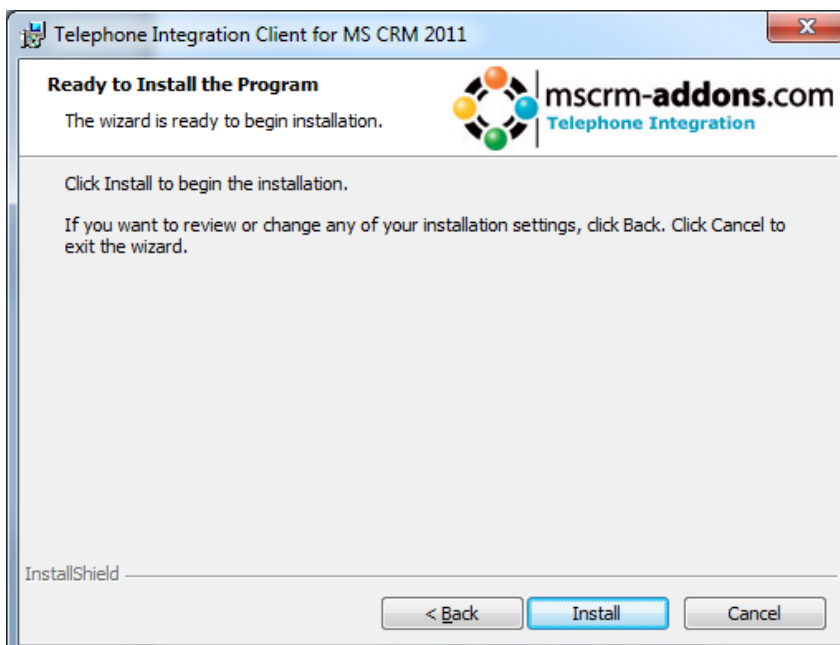 Telephone Integration Client for MS CRM 2011
Ready to Install the Program
The wizard is ready to begin installation.
mscrm-addons.com
Telephone Integration
Click Install to begin the installation.
If you want to review or change any of your installation settings, click Back. Click Cancel to
exit the wizard.
InstallShield
< Back
Install
Cancel